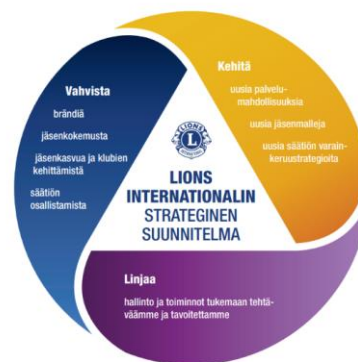 Vahvista
brändiä
jäsenkokemusta
jäsenkasvua ja klubien
kehittämistä
säätiön
osallistamista
Kehitä
uusia palvelu-
mahdollisuuksia
uusia jäsenmalleja
uusia säätiön varain-
keruustrategioita
LIONS
L
LIONS
INTERNATIONALIN
STRATEGINEN
SUUNNITELMA
Linjaa
hallinto ja toiminnot tukemaan tehtä-
väämme ja tavoitettamme